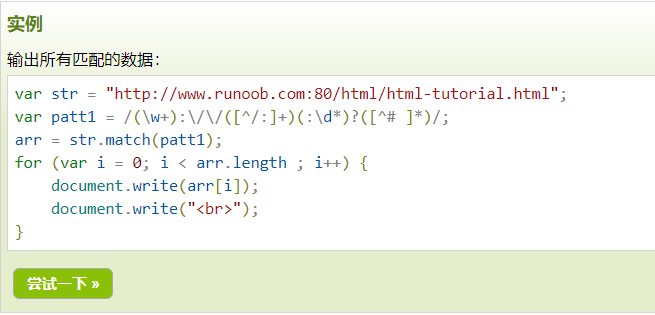 实例
输出所有匹配的数据：
var str = "http://www.runoob.com:80/html/html-tutorial.html";
var patt1 = /(\w+):\/\/([^/:]+)(:\d*)?([^# ]*)/;
arr = str.match(patt1);
for (var i = 0; i < arr.length ; i++) {
    document.write(arr[i]);
    document.write("<br>");
}
尝试一下 »